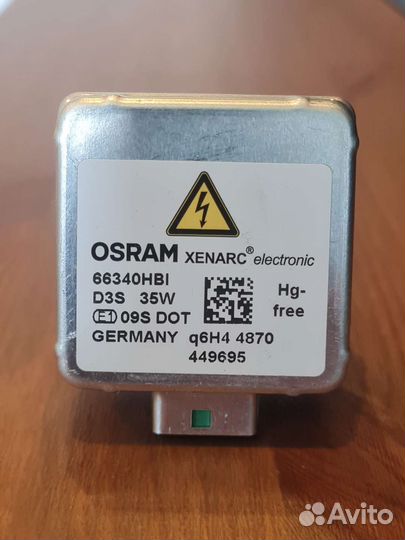 OSRAM XENARC® electronic
66340HBI
D3S 35W
Hg-
free
E1 09S DOT
GERMANY q6H4 4870
449695
Avito